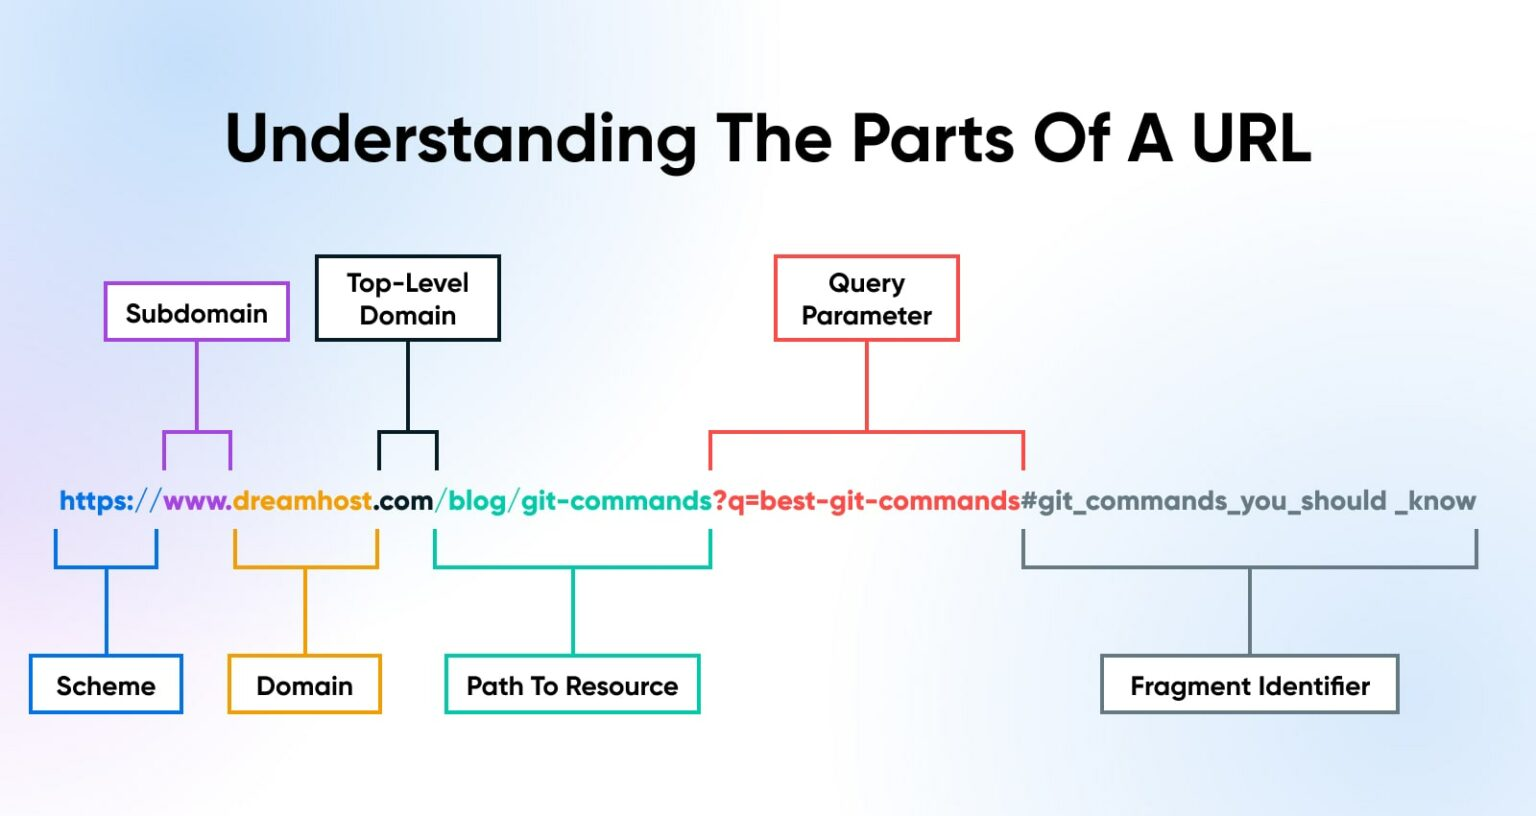 Understanding The Parts Of A URL
Subdomain
Top-Level
Domain
Query
Parameter
https://www.dreamhost.com/blog/git-commands?q=best-git-commands#git_commands_you_should _know
Scheme
Domain
Path To Resource
Fragment Identifier